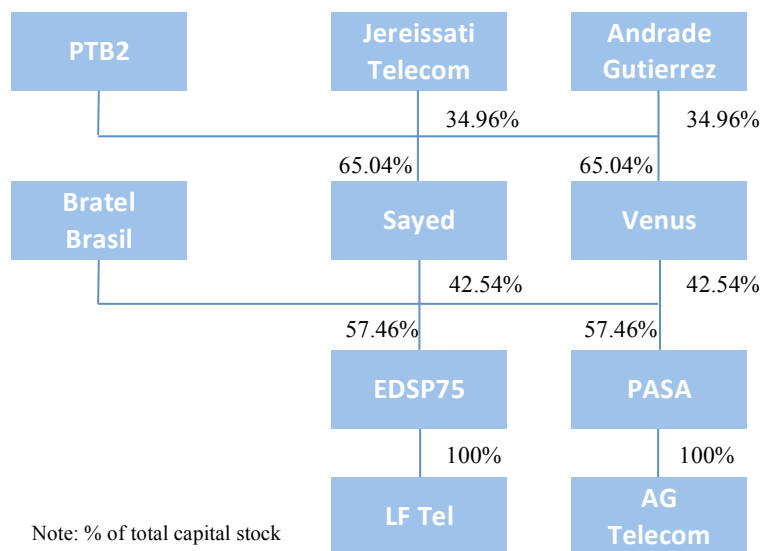 PTB2
Jereissati
Telecom
Andrade
Gutierrez
34.96%
34.96%
65.04%
65.04%
Bratel
Brasil
Sayed
Venus
42.54%
42.54%
57.46%
57.46%
EDSP75
PASA
100%
100%
LF Tel
AG
Telecom
Note: % of total capital stock